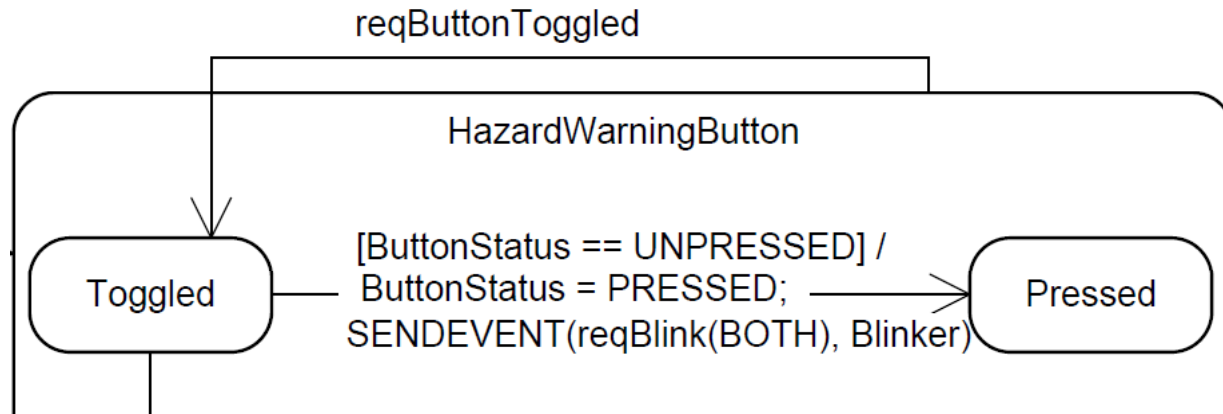 reqButtonToggled
HazardWarningButton
[ButtonStatus == UNPRESSED] /
Toggled
ButtonStatus = PRESSED;
Pressed
SENDEVENT(reqBlink(BOTH), Blinker)